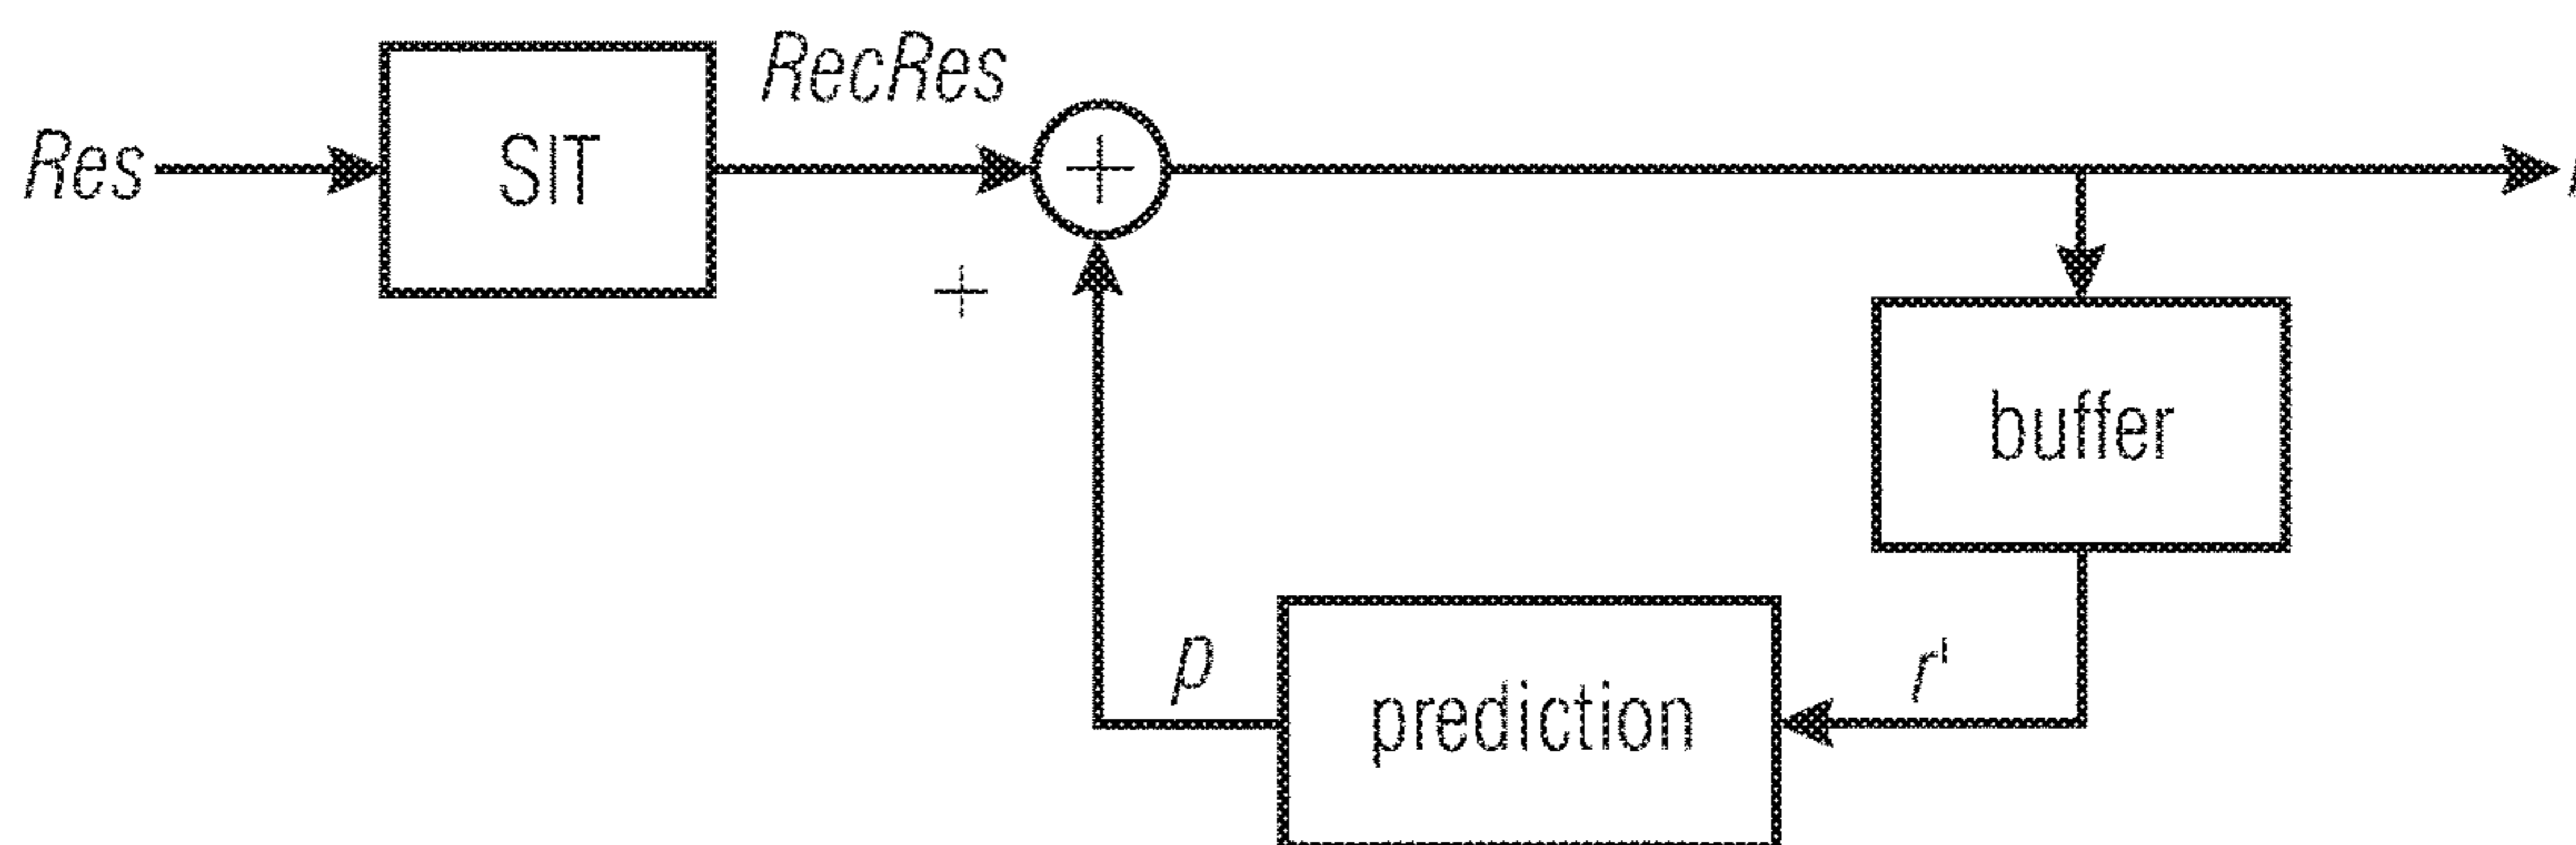 RecRes
Res
SIT
+
+
buffer
p
r'
prediction